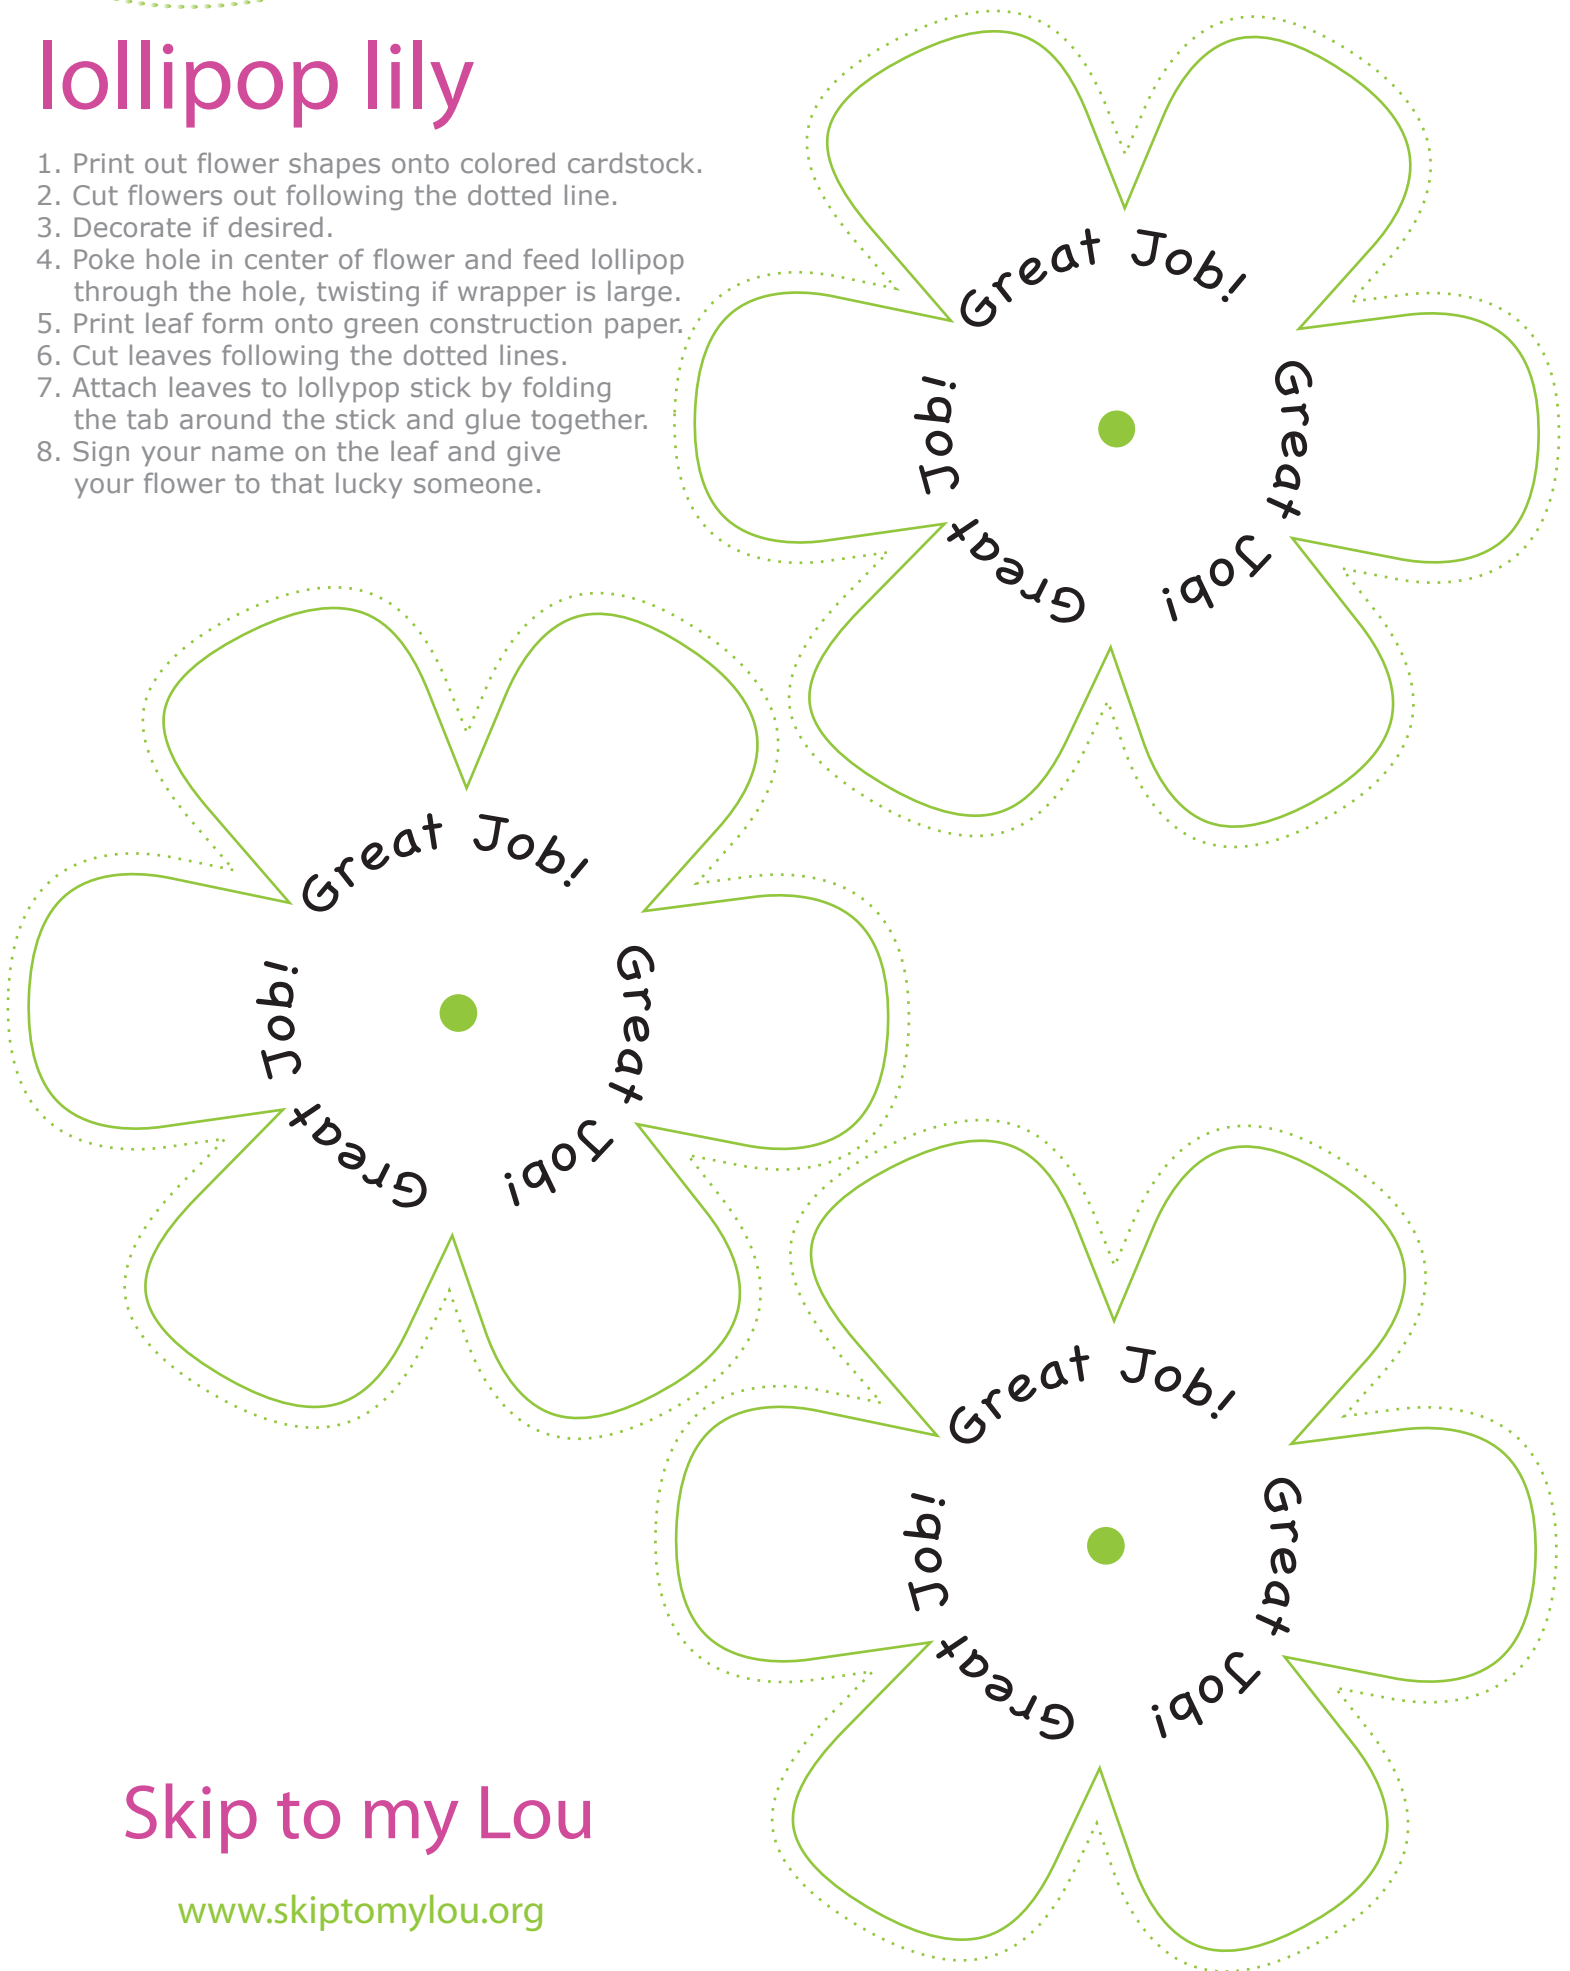 lollipop lily
1. Print out flower shapes onto colored cardstock.
2. Cut flowers out following the dotted line.
3. Decorate if desired.
4. Poke hole in center of flower and feed lollipop
through the hole, twisting if wrapper is large.
5. Print leaf form onto green construction paper.
6. Cut leaves following the dotted lines.
7. Attach leaves to lollypop stick by folding
the tab around the stick and glue together.
8. Sign your name on the leaf and give
your flower to that lucky someone.
Great Job!
Great Job!
Great Job!
Great Job!
Great Job!
Great Job!
Great Job!
Great Job!
Great Job!
Skip to my Lou
www.skiptomylou.org